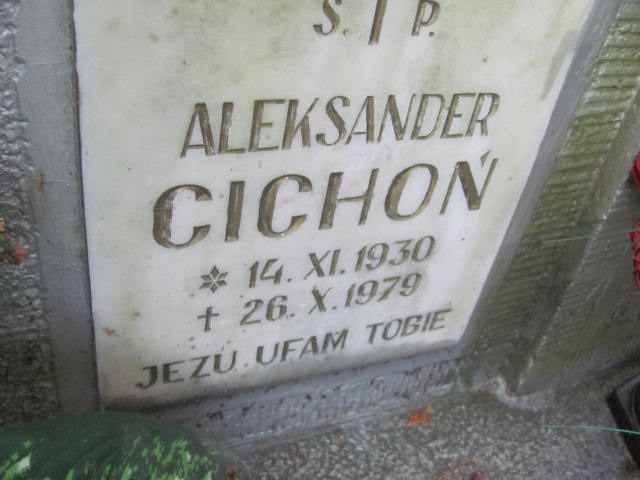 Ś. † P.
ALEKSANDER
CICHOŃ
* 14. XI. 1930
† 26. X. 1979
JEZU UFAM TOBIE